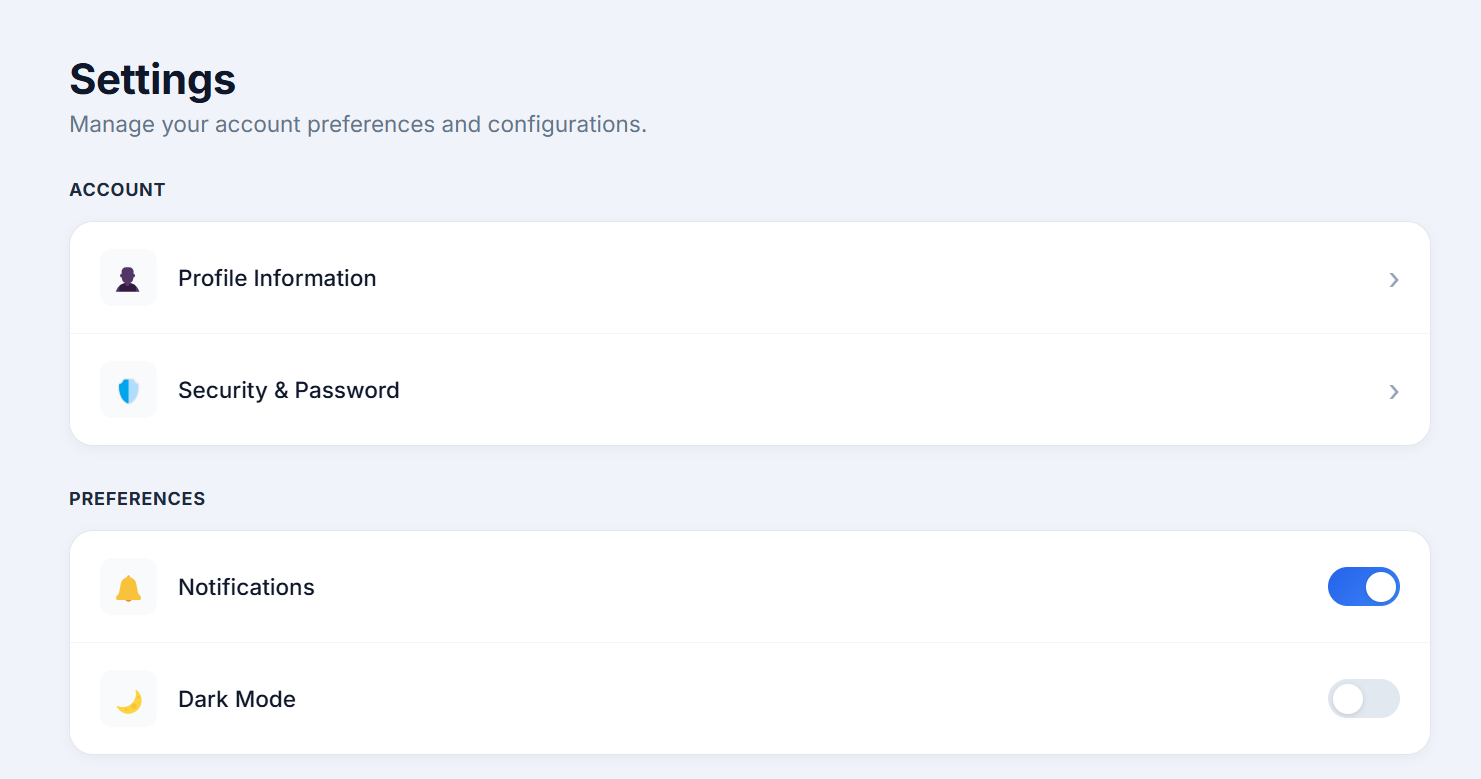 Settings
Manage your account preferences and configurations.
ACCOUNT
Profile Information
Security & Password
PREFERENCES
Notifications
Dark Mode